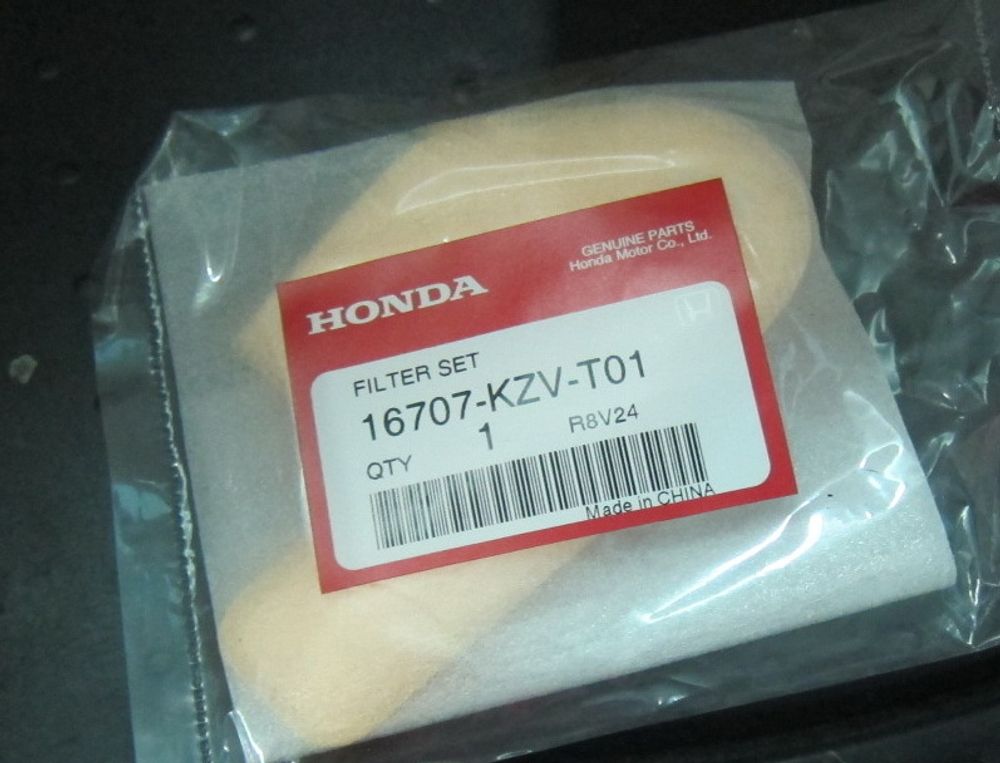 HONDA
GENUINE PARTS
Honda Motor Co., Ltd.
FILTER SET
16707-KZV-T01
QTY 1 R8V24
Made in CHINA